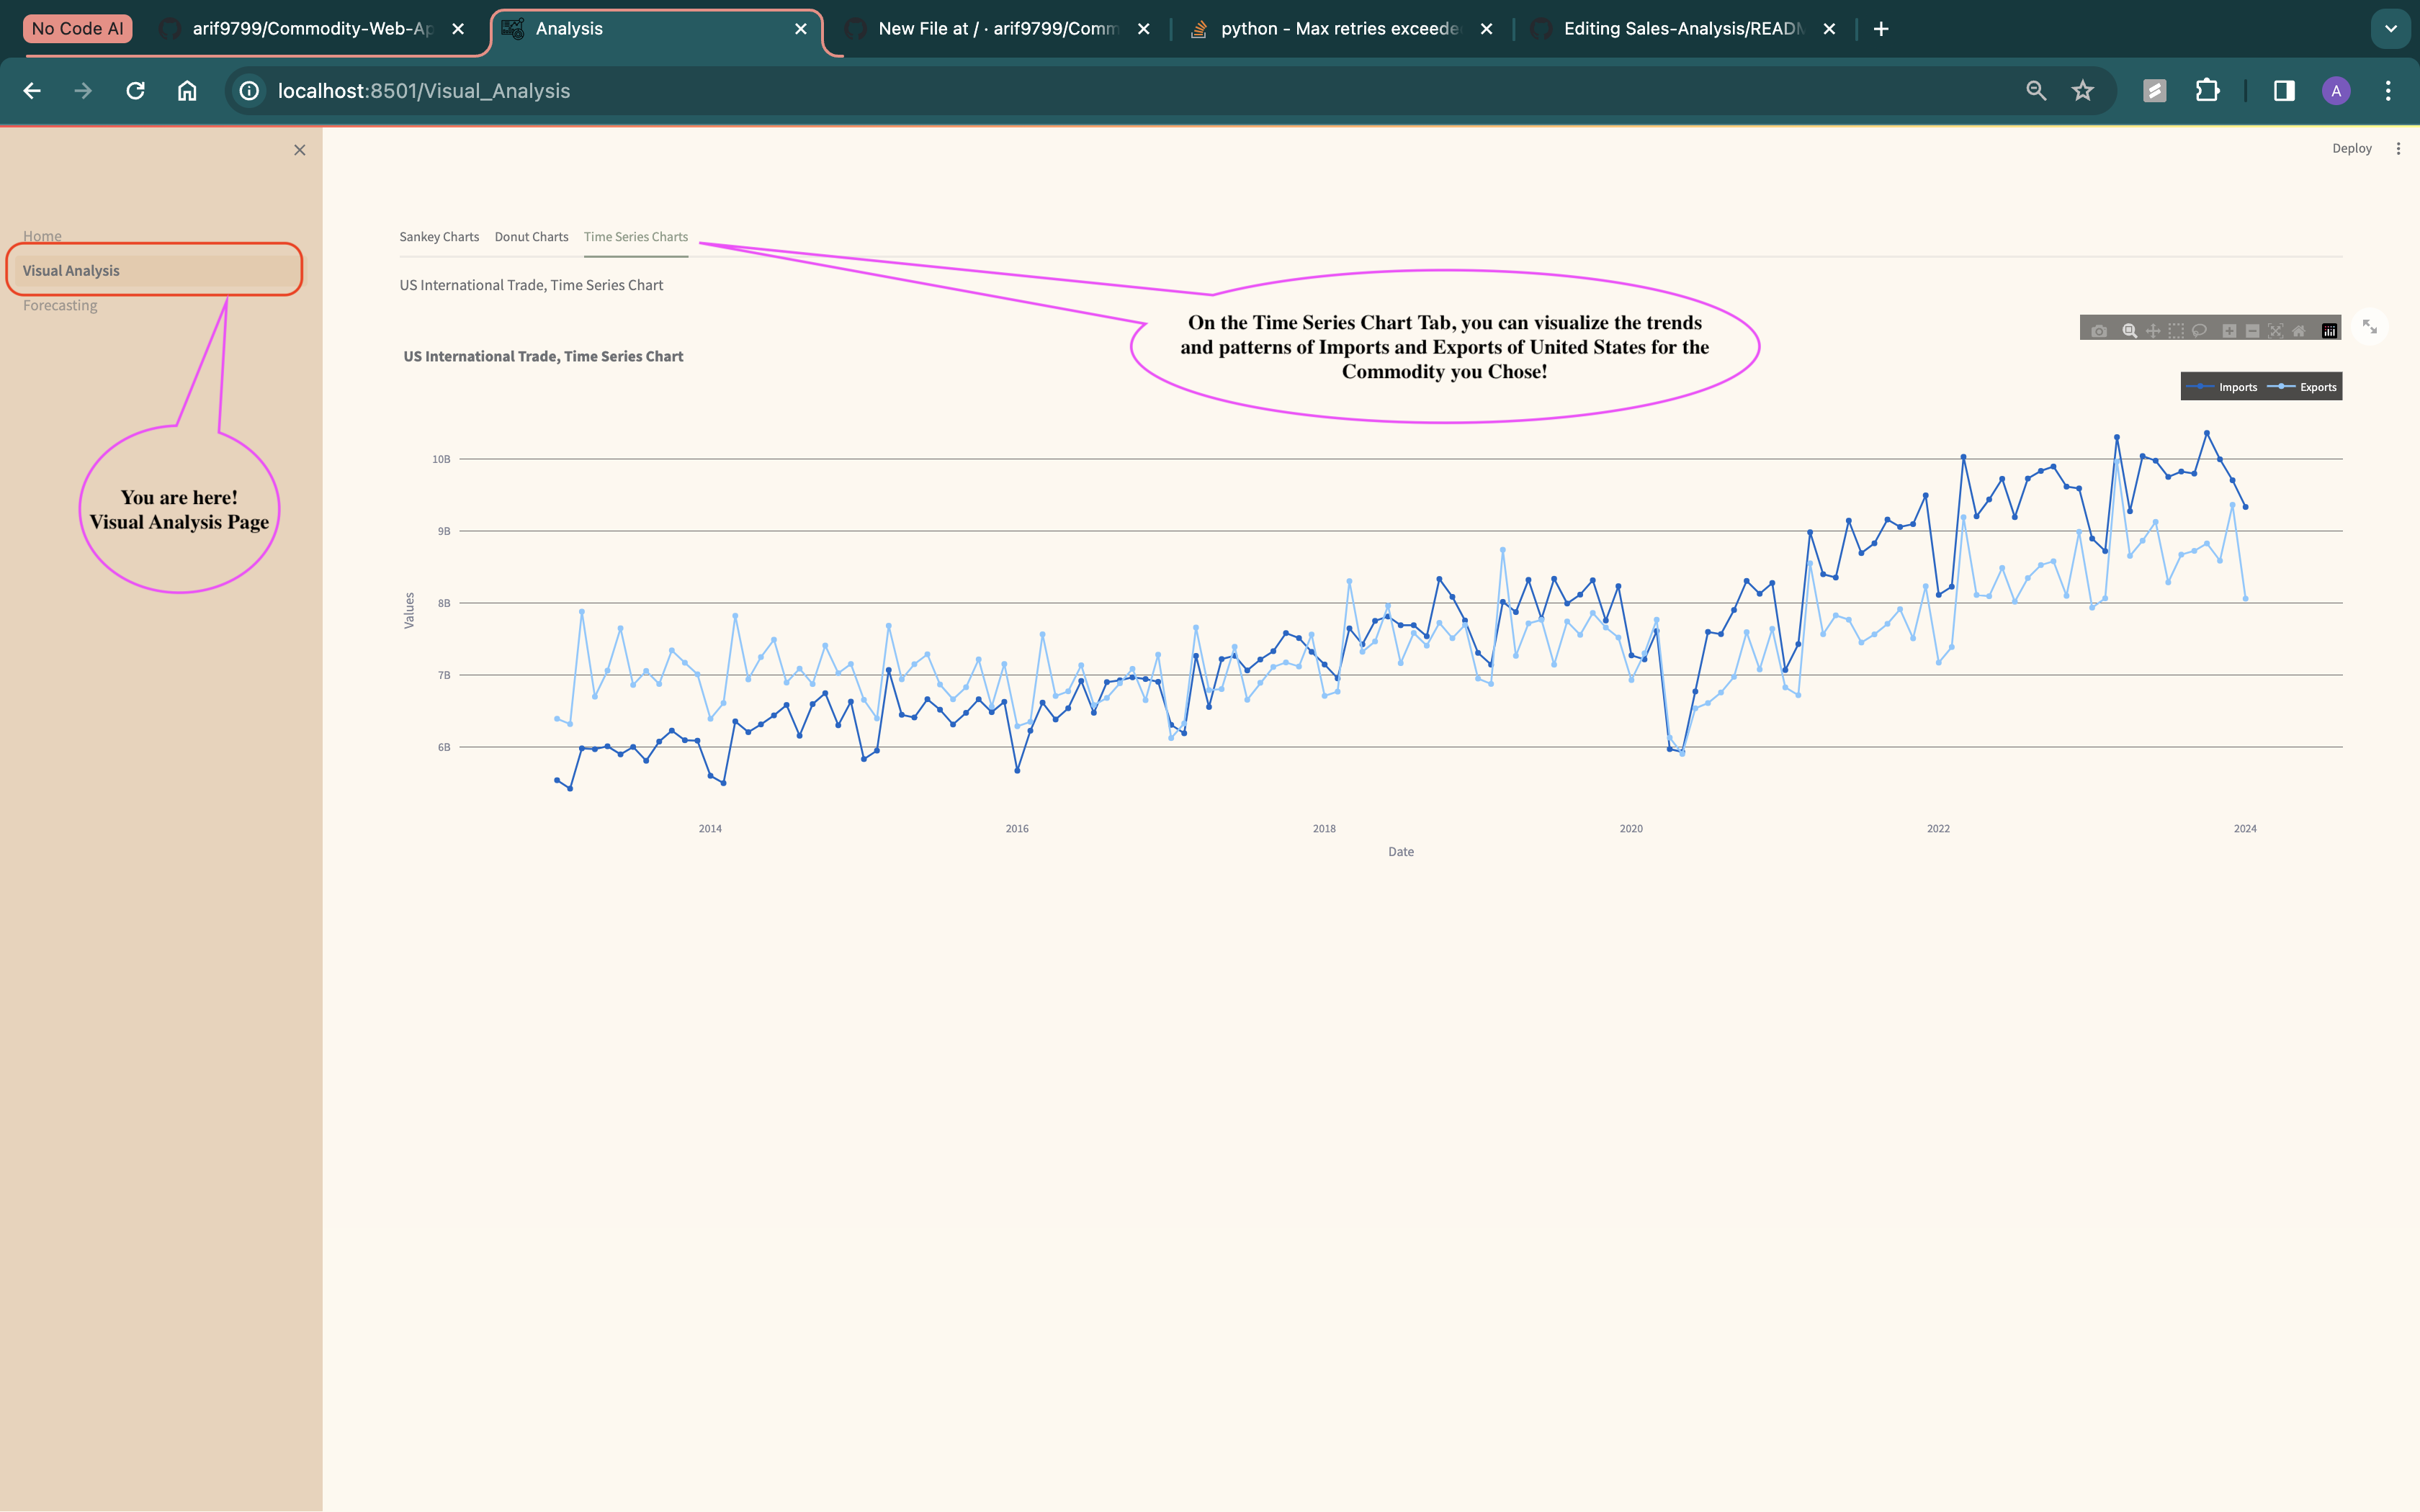 No Code AI
arif9799/Commodity-Web-Ap
Analysis
New File at / · arif9799/Comm
python - Max retries exceede
Editing Sales-Analysis/READM
localhost:8501/Visual_Analysis
A
Deploy
Home
Visual Analysis
Forecasting
You are here!
Visual Analysis Page
Sankey Charts
Donut Charts
Time Series Charts
US International Trade, Time Series Chart
On the Time Series Chart Tab, you can visualize the trends
and patterns of Imports and Exports of United States for the
Commodity you Chose!
US International Trade, Time Series Chart
Imports
Exports
10B
9B
8B
7B
6B
Values
2014
2016
2018
2020
2022
2024
Date